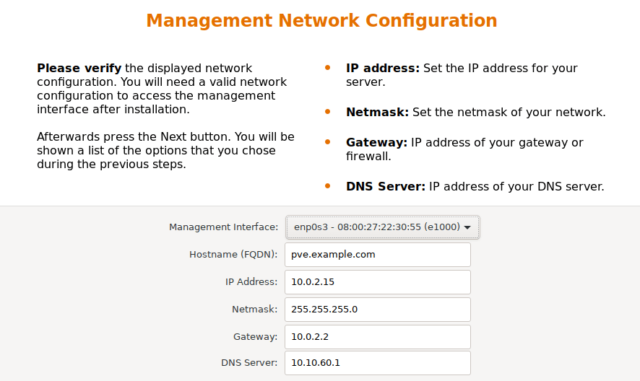 Management Network Configuration
Please verify the displayed network
configuration. You will need a valid network
configuration to access the management
interface after installation.
Afterwards press the Next button. You will be
shown a list of the options that you chose
during the previous steps.
• IP address: Set the IP address for your
server.
• Netmask: Set the netmask of your network.
• Gateway: IP address of your gateway or
firewall.
• DNS Server: IP address of your DNS server.
Management Interface: enp0s3 - 08:00:27:22:30:55 (e1000)
Hostname (FQDN): pve.example.com
IP Address: 10.0.2.15
Netmask: 255.255.255.0
Gateway: 10.0.2.2
DNS Server: 10.10.60.1